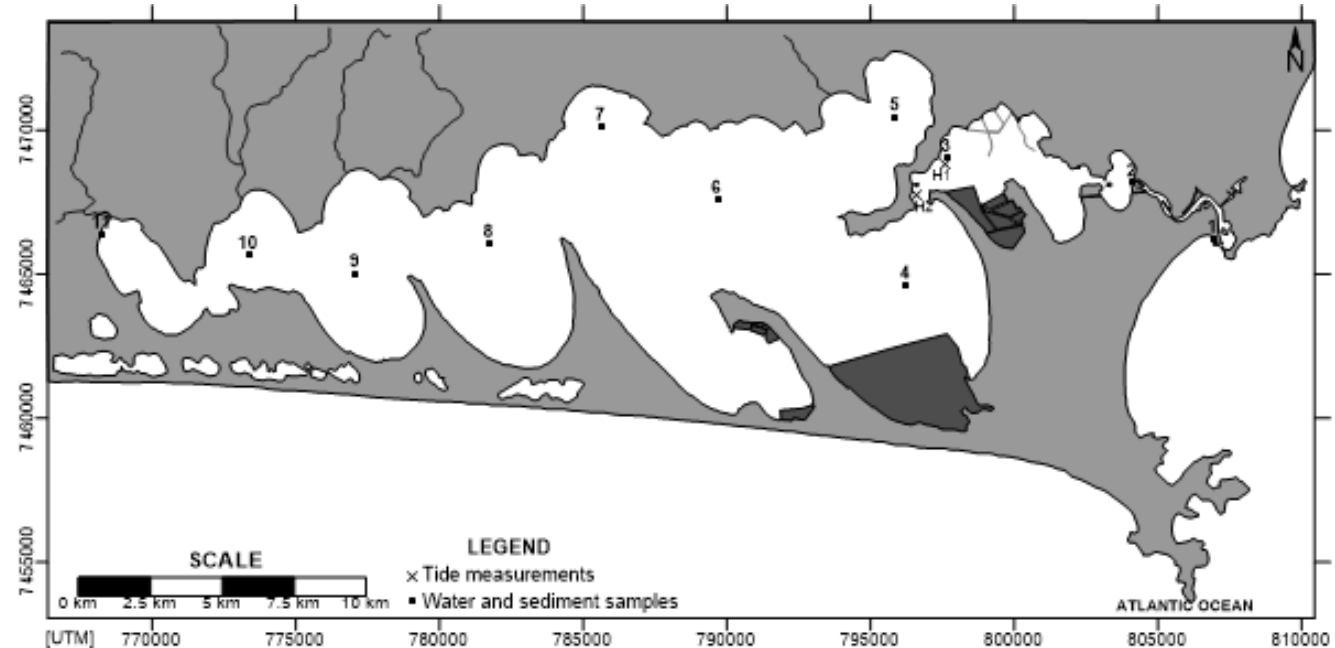 N
5
7
7470000
3
H1
2
6
H2
11
10
8
1
9
7465000
4
7460000
7455000
SCALE
LEGEND
× Tide measurements
0 km 2.5 km 5 km 7.5 km 10 km
▪ Water and sediment samples
ATLANTIC OCEAN
[UTM] 770000 775000 780000 785000 790000 795000 800000 805000 810000